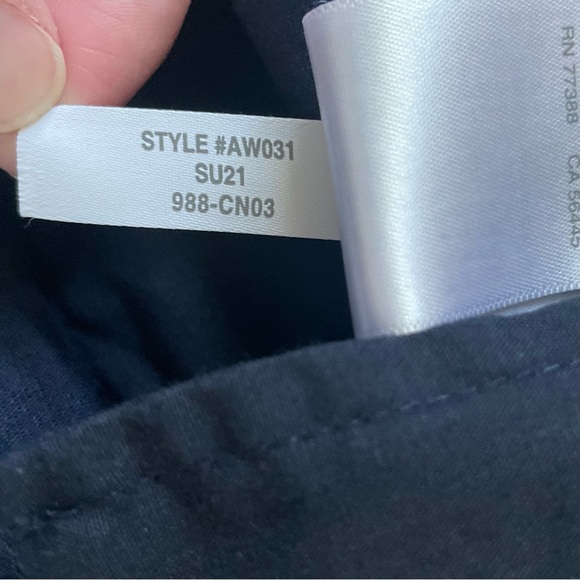 STYLE #AW031
SU21
988-CN03
RN 77388 CA 56445